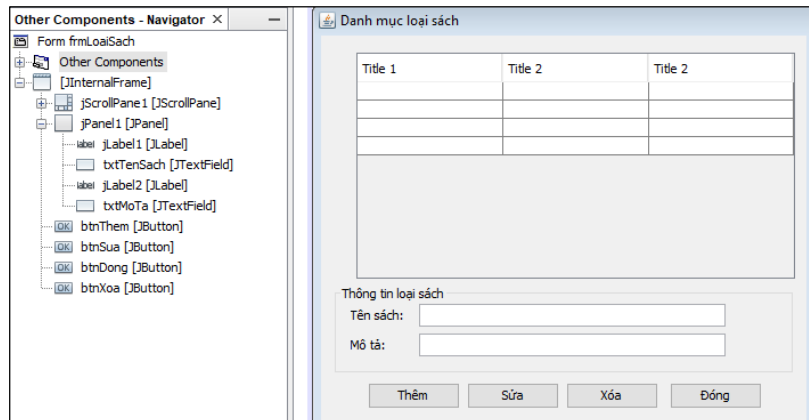 Other Components - Navigator
Form frmLoaiSach
Other Components
[JInternalFrame]
jScrollPane1 [JScrollPane]
jPanel1 [JPanel]
label jLabel1 [JLabel]
txtTenSach [JTextField]
label jLabel2 [JLabel]
txtMoTa [JTextField]
OK btnThem [JButton]
OK btnSua [JButton]
OK btnDong [JButton]
OK btnXoa [JButton]
Danh mục loại sách
Title 1 Title 2 Title 2
Thông tin loại sách
Tên sách:
Mô tả:
Thêm Sửa Xóa Đóng